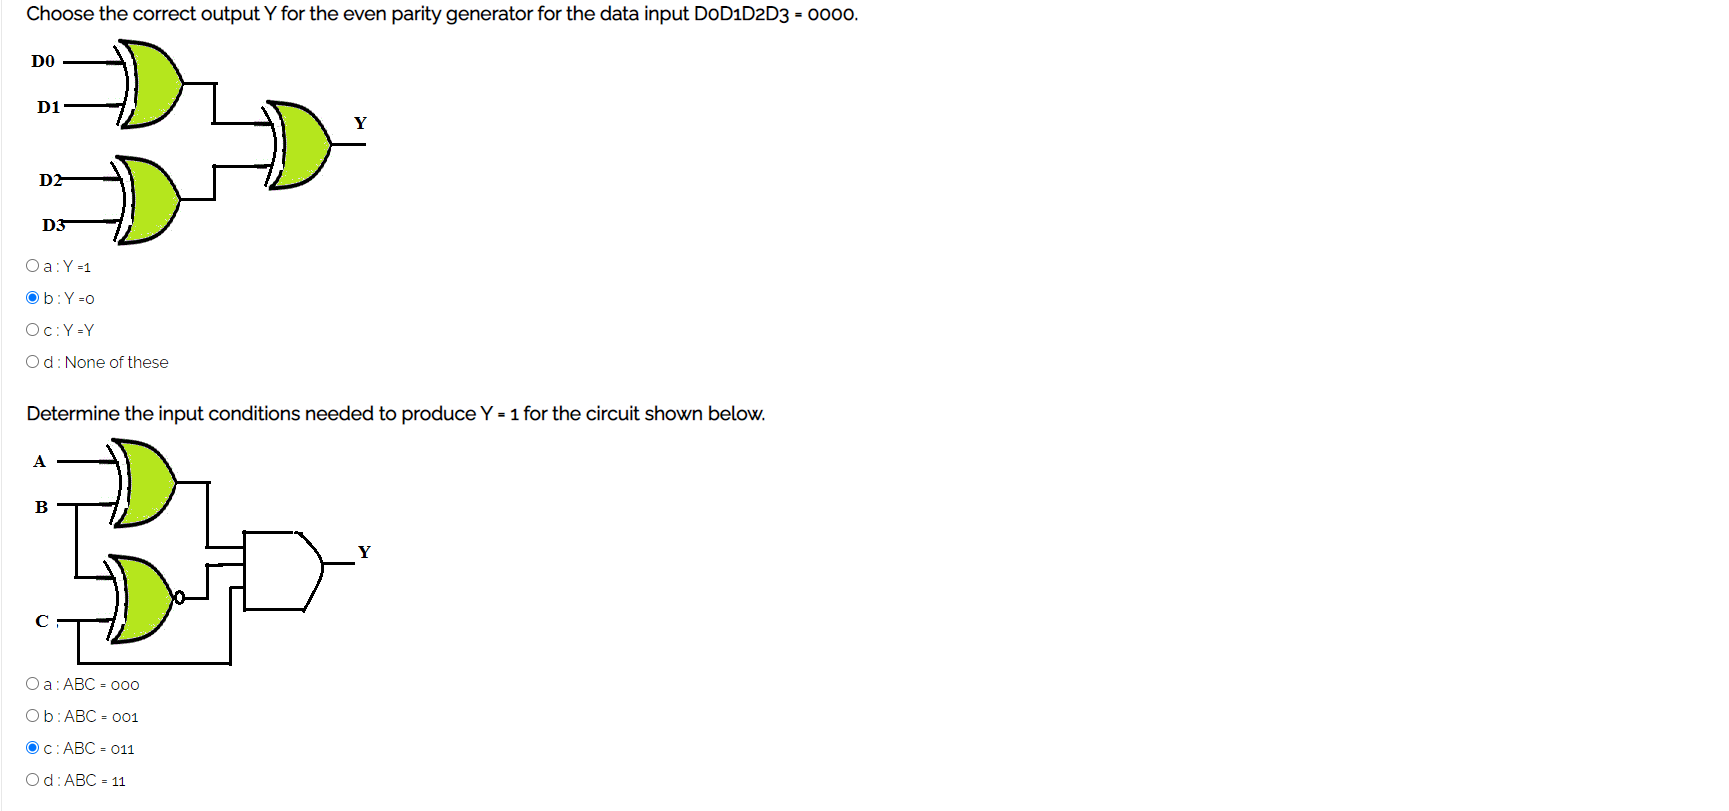 Choose the correct output Y for the even parity generator for the data input D0D1D2D3 = 0000.
D0
D1
Y
D2
D3
a : Y =1
b : Y =0
c : Y =Y
d : None of these
Determine the input conditions needed to produce Y = 1 for the circuit shown below.
A
B
Y
C
a : ABC = 000
b : ABC = 001
c : ABC = 011
d : ABC = 11